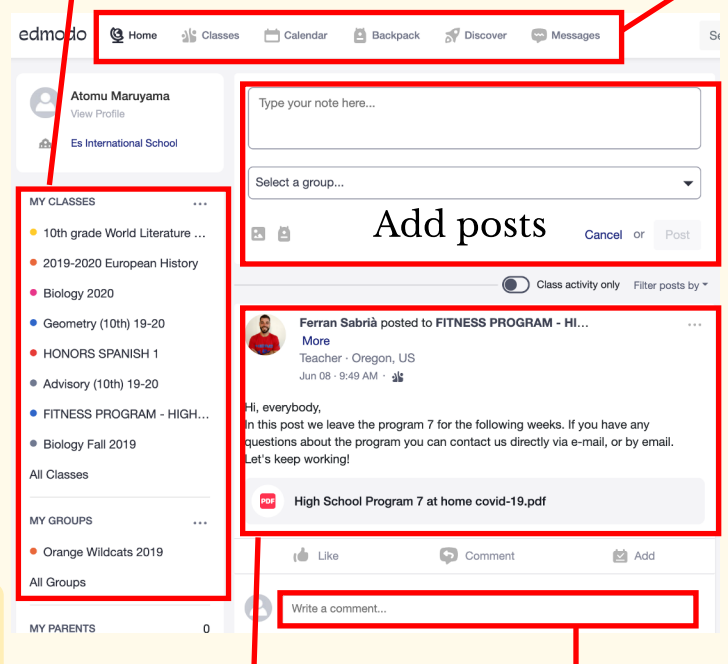 edmodo Home Classes Calendar Backpack Discover Messages Se
Atomu Maruyama
View Profile
Es International School
MY CLASSES ...
10th grade World Literature ...
2019-2020 European History
Biology 2020
Geometry (10th) 19-20
HONORS SPANISH 1
Advisory (10th) 19-20
FITNESS PROGRAM - HIGH...
Biology Fall 2019
All Classes
MY GROUPS ...
Orange Wildcats 2019
All Groups
MY PARENTS 0
Type your note here...
Select a group...
Add posts
Cancel or Post
Class activity only Filter posts by
Ferran Sabrià posted to FITNESS PROGRAM - HI... ...
More
Teacher · Oregon, US
Jun 08 · 9:49 AM ·
Hi, everybody,
In this post we leave the program 7 for the following weeks. If you have any
questions about the program you can contact us directly via e-mail, or by email.
Let's keep working!
PDF High School Program 7 at home covid-19.pdf
Like Comment Add
Write a comment...